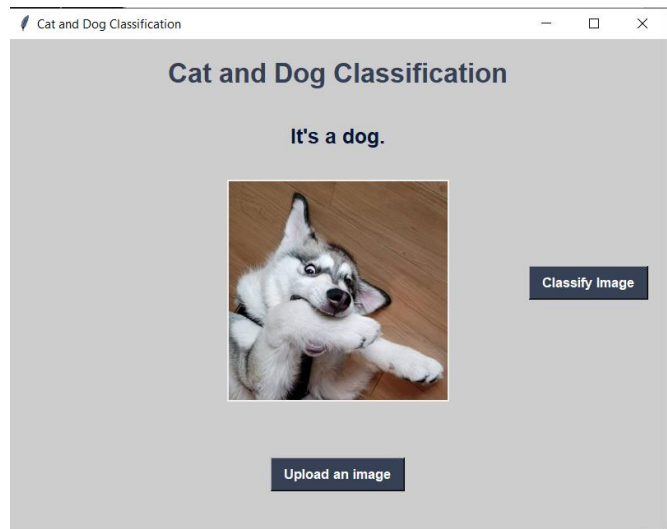 Cat and Dog Classification
Cat and Dog Classification
It's a dog.
Classify Image
Upload an image